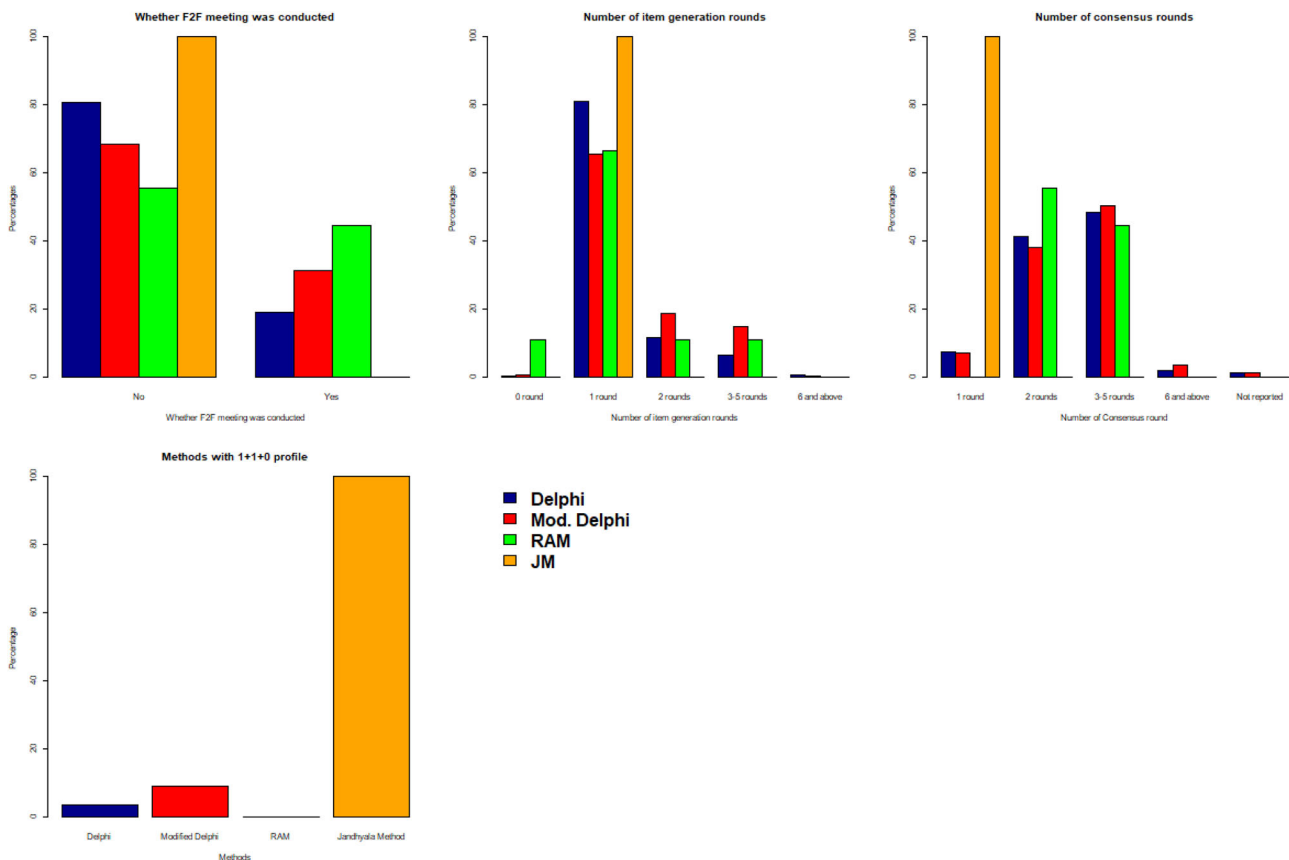 Whether F2F meeting was conducted
Percentages
0
20
40
60
80
100
No
Yes
Whether F2F meeting was conducted
Number of item generation rounds
Percentages
0
20
40
60
80
100
0 round
1 round
2 rounds
3-5 rounds
6 and above
Number of item generation rounds
Number of consensus rounds
Percentages
0
20
40
60
80
100
1 round
2 rounds
3-5 rounds
6 and above
Not reported
Number of Consensus round
Methods with 1+1+0 profile
Percentage
0
20
40
60
80
100
Delphi
Modified Delphi
RAM
Jandhyala Method
Methods
Delphi
Mod. Delphi
RAM
JM